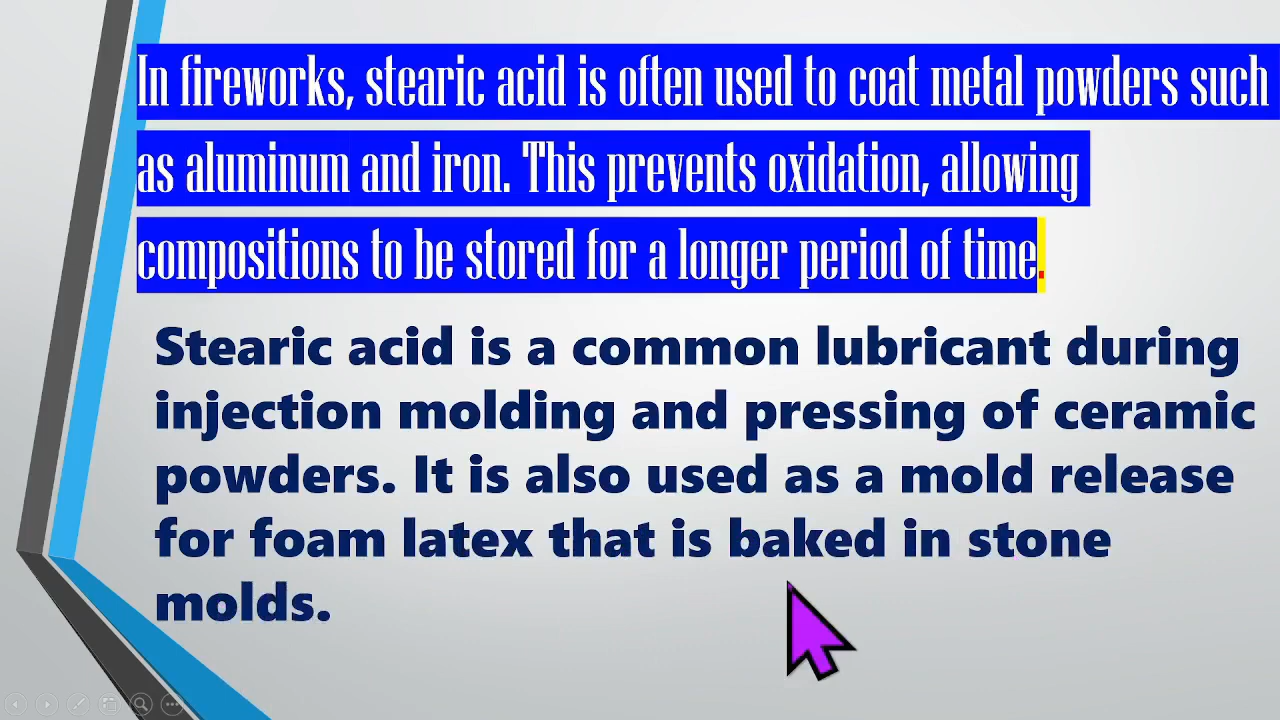 In fireworks, stearic acid is often used to coat metal powders such
as aluminum and iron. This prevents oxidation, allowing
compositions to be stored for a longer period of time.
Stearic acid is a common lubricant during
injection molding and pressing of ceramic
powders. It is also used as a mold release
for foam latex that is baked in stone
molds.